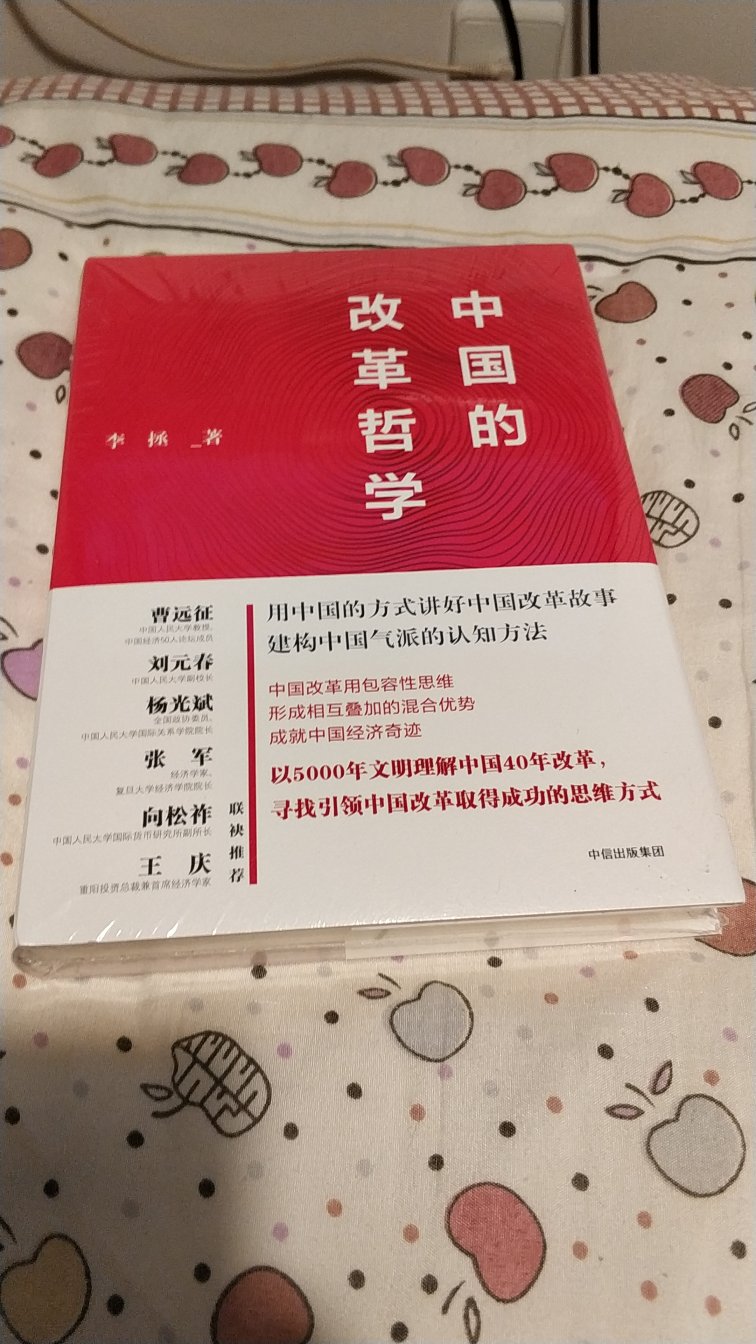 中国的
改革哲学
李拯_著
曹远征
中国人民大学教授、
中国经济50人论坛成员
刘元春
中国人民大学副校长
杨光斌
全国政协委员、
中国人民大学国际关系学院院长
张 军
经济学家、
复旦大学经济学院院长
向松祚
中国人民大学国际货币研究所副所长
王 庆
重阳投资总裁兼首席经济学家
联袂推荐
用中国的方式讲好中国改革故事
建构中国气派的认知方法
中国改革用包容性思维
形成相互叠加的混合优势
成就中国经济奇迹
以5000年文明理解中国40年改革，
寻找引领中国改革取得成功的思维方式
中信出版集团